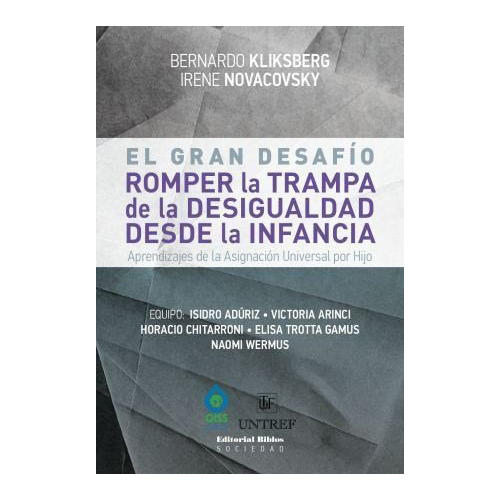 BERNARDO KLIKSBERG
IRENE NOVACOVSKY
EL GRAN DESAFÍO
ROMPER la TRAMPA
de la DESIGUALDAD
DESDE la INFANCIA
Aprendizajes de la Asignación Universal por Hijo
EQUIPO: ISIDRO ADÚRIZ • VICTORIA ARINCI
HORACIO CHITARRONI • ELISA TROTTA GAMUS
NAOMI WERMUS
OISS
UNTREF
Editorial Biblos
SOCIEDAD